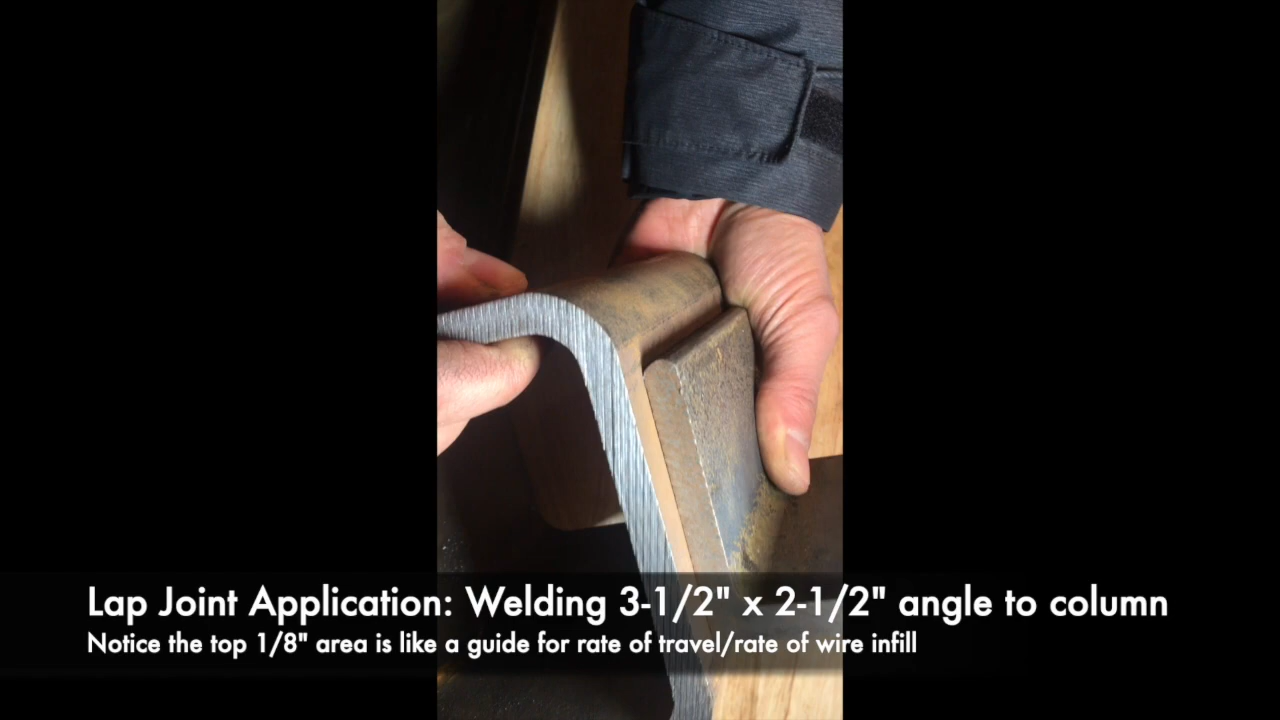 Lap Joint Application: Welding 3-1/2" x 2-1/2" angle to column
Notice the top 1/8" area is like a guide for rate of travel/rate of wire infill